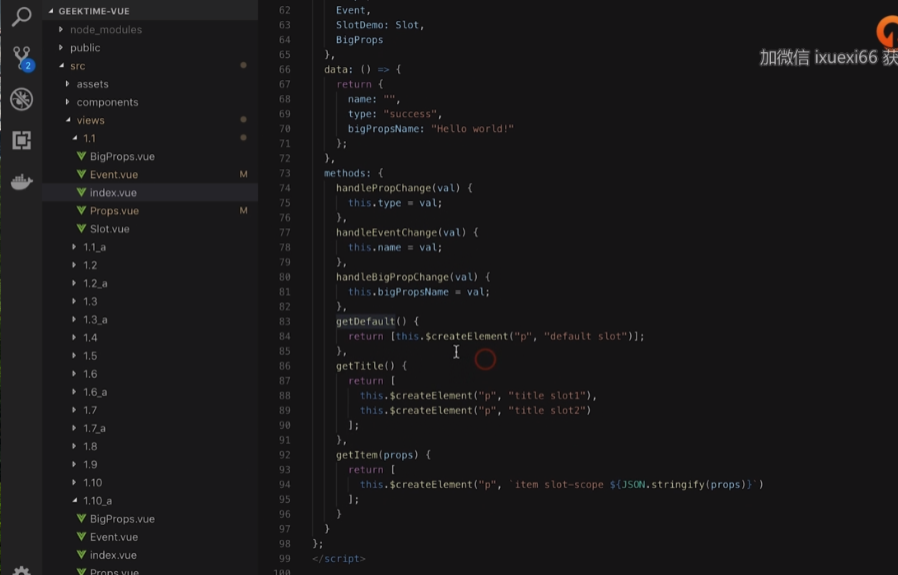 GEEKTIME-VUE
node_modules
public
src
assets
components
views
1.1
BigProps.vue
Event.vue M
index.vue
Props.vue M
Slot.vue
1.1_a
1.2
1.2_a
1.3
1.3_a
1.4
1.5
1.6
1.6_a
1.7
1.7_a
1.8
1.9
1.10
1.10_a
BigProps.vue
Event.vue
index.vue
Props.vue
2
62 Event,
63 SlotDemo: Slot,
64 BigProps
65 },
66 data: () => {
67 return {
68 name: "",
69 type: "success",
70 bigPropsName: "Hello world!"
71 };
72 },
73 methods: {
74 handlePropChange(val) {
75 this.type = val;
76 },
77 handleEventChange(val) {
78 this.name = val;
79 },
80 handleBigPropChange(val) {
81 this.bigPropsName = val;
82 },
83 getDefault() {
84 return [this.$createElement("p", "default slot")];
85 },
86 getTitle() {
87 return [
88 this.$createElement("p", "title slot1"),
89 this.$createElement("p", "title slot2")
90 ];
91 },
92 getItem(props) {
93 return [
94 this.$createElement("p", `item slot-scope ${JSON.stringify(props)}`)
95 ];
96 }
97 }
98 };
99 </script>
100
加微信 ixuexi66 获